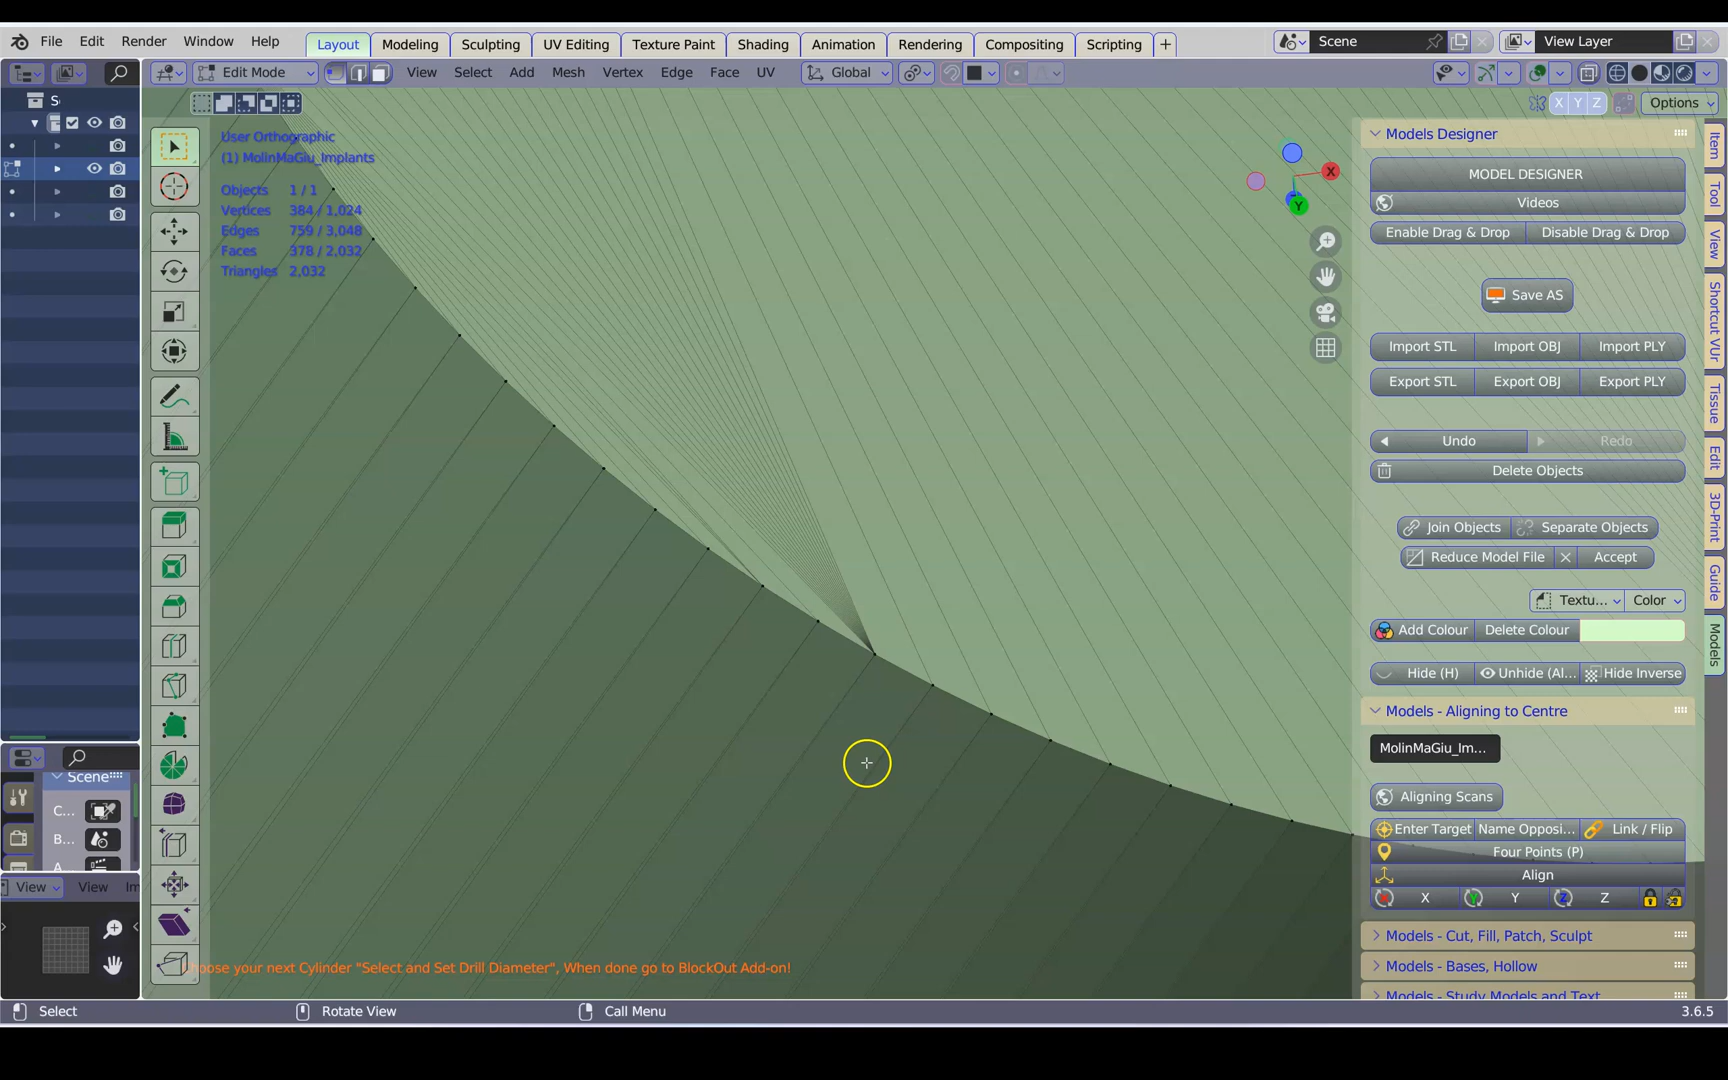 File Edit Render Window Help Layout Modeling Sculpting UV Editing Texture Paint Shading Animation Rendering Compositing Scripting + Scene View Layer
Edit Mode View Select Add Mesh Vertex Edge Face UV Global
X Y Z Options
User Orthographic
(1) MolinMaGiu_Implants
Objects 1 / 1
Vertices 384 / 1,024
Edges 759 / 3,048
Faces 378 / 2,032
Triangles 2,032
X
Y
Models Designer
MODEL DESIGNER
Videos
Enable Drag & Drop Disable Drag & Drop
Save AS
Import STL Import OBJ Import PLY
Export STL Export OBJ Export PLY
Undo Redo
Delete Objects
Join Objects Separate Objects
Reduce Model File Accept
Textu... Color
Add Colour Delete Colour
Hide (H) Unhide (Al... Hide Inverse
Models - Aligning to Centre
MolinMaGiu_Im...
Aligning Scans
Enter Target Name Opposi... Link / Flip
Four Points (P)
Align
X Y Z
Models - Cut, Fill, Patch, Sculpt
Models - Bases, Hollow
Models - Study Models and Text
Item
Tool
View
Shortcut VUr
Tissue
Edit
3D-Print
Guide
Models
Scene
C...
B...
View View
hoose your next Cylinder "Select and Set Drill Diameter", When done go to BlockOut Add-on!
Select Rotate View Call Menu 3.6.5